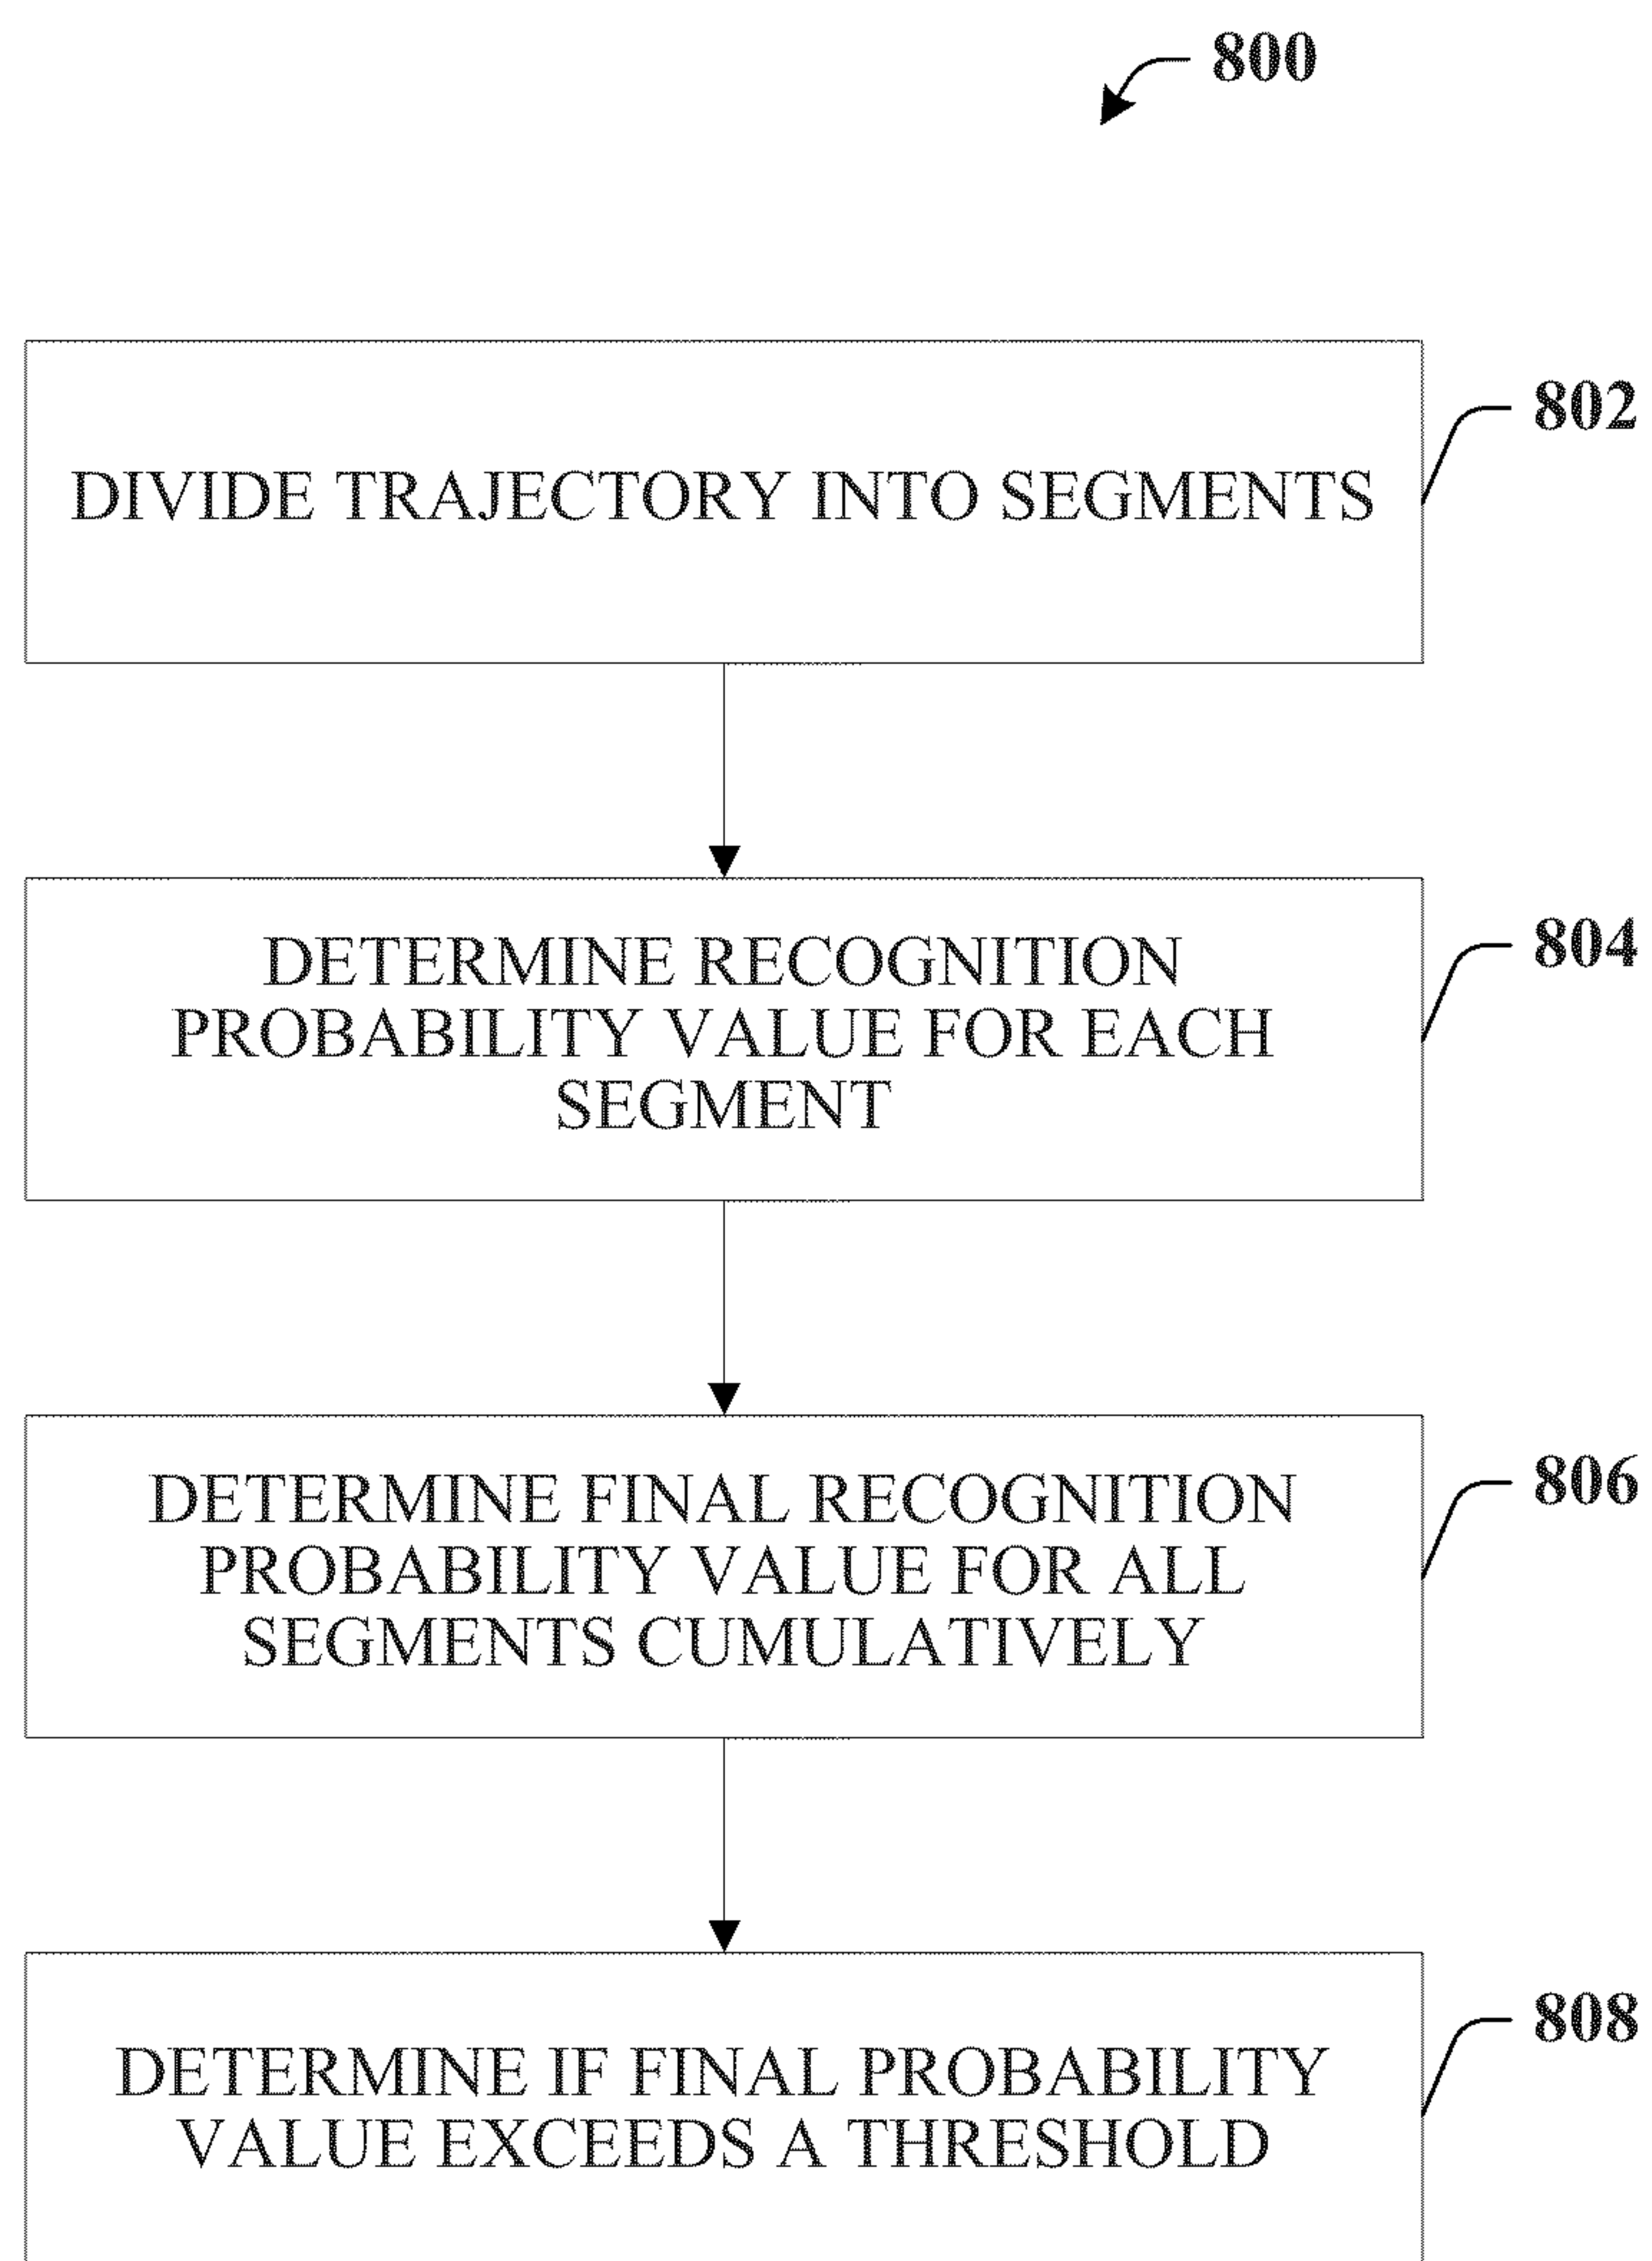 800
DIVIDE TRAJECTORY INTO SEGMENTS
802
DETERMINE RECOGNITION
PROBABILITY VALUE FOR EACH
SEGMENT
804
DETERMINE FINAL RECOGNITION
PROBABILITY VALUE FOR ALL
SEGMENTS CUMULATIVELY
806
DETERMINE IF FINAL PROBABILITY
VALUE EXCEEDS A THRESHOLD
808